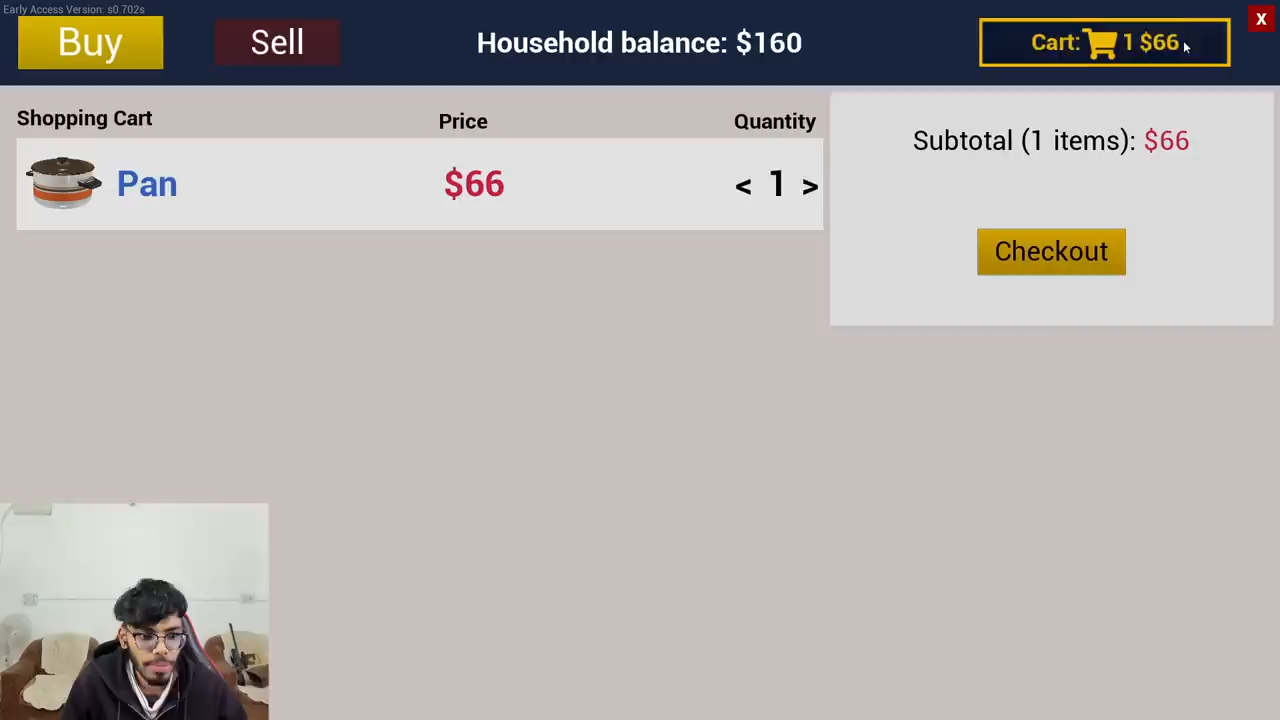 Early Access Version: s0.702s
Buy
Sell
Household balance: $160
Cart: 1 $66
X
Shopping Cart
Price
Quantity
Pan
$66
< 1 >
Subtotal (1 items): $66
Checkout